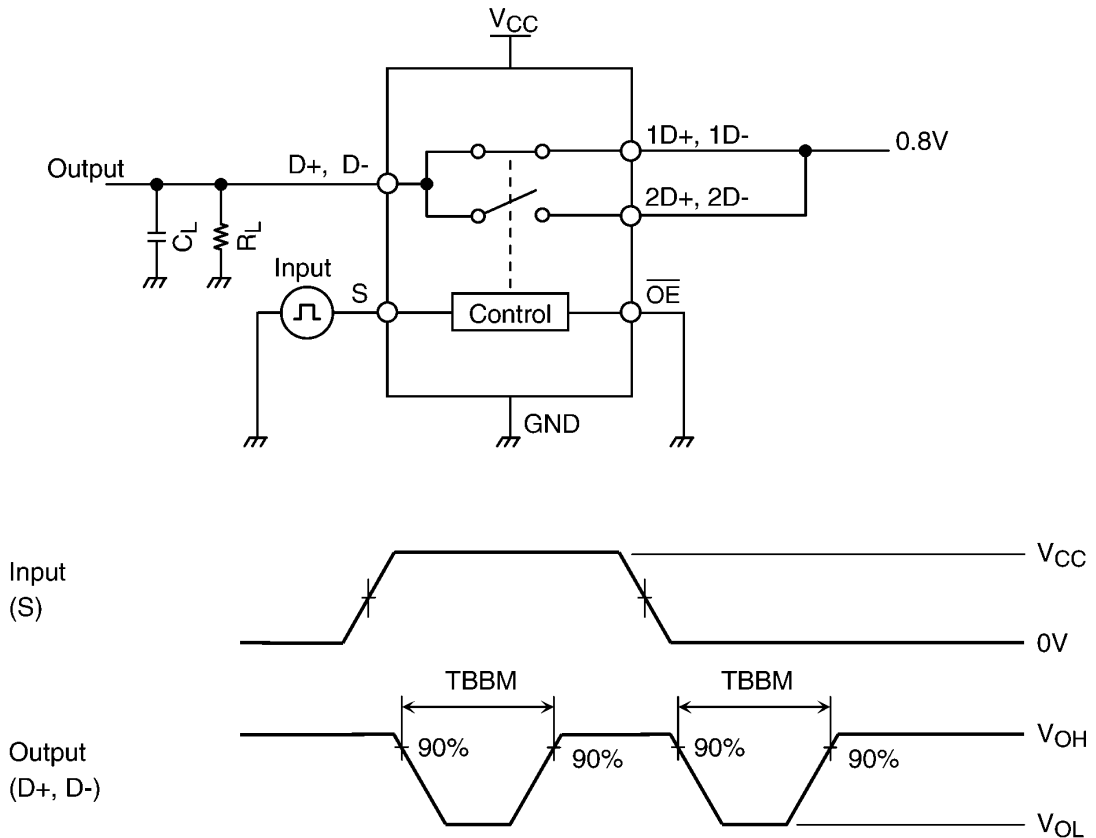 VCC
1D+, 1D-
0.8V
Output
D+, D-
2D+, 2D-
CL
RL
Input
S
OE
Control
GND
Input
(S)
VCC
0V
TBBM
TBBM
Output
(D+, D-)
90%
90%
90%
90%
VOH
VOL